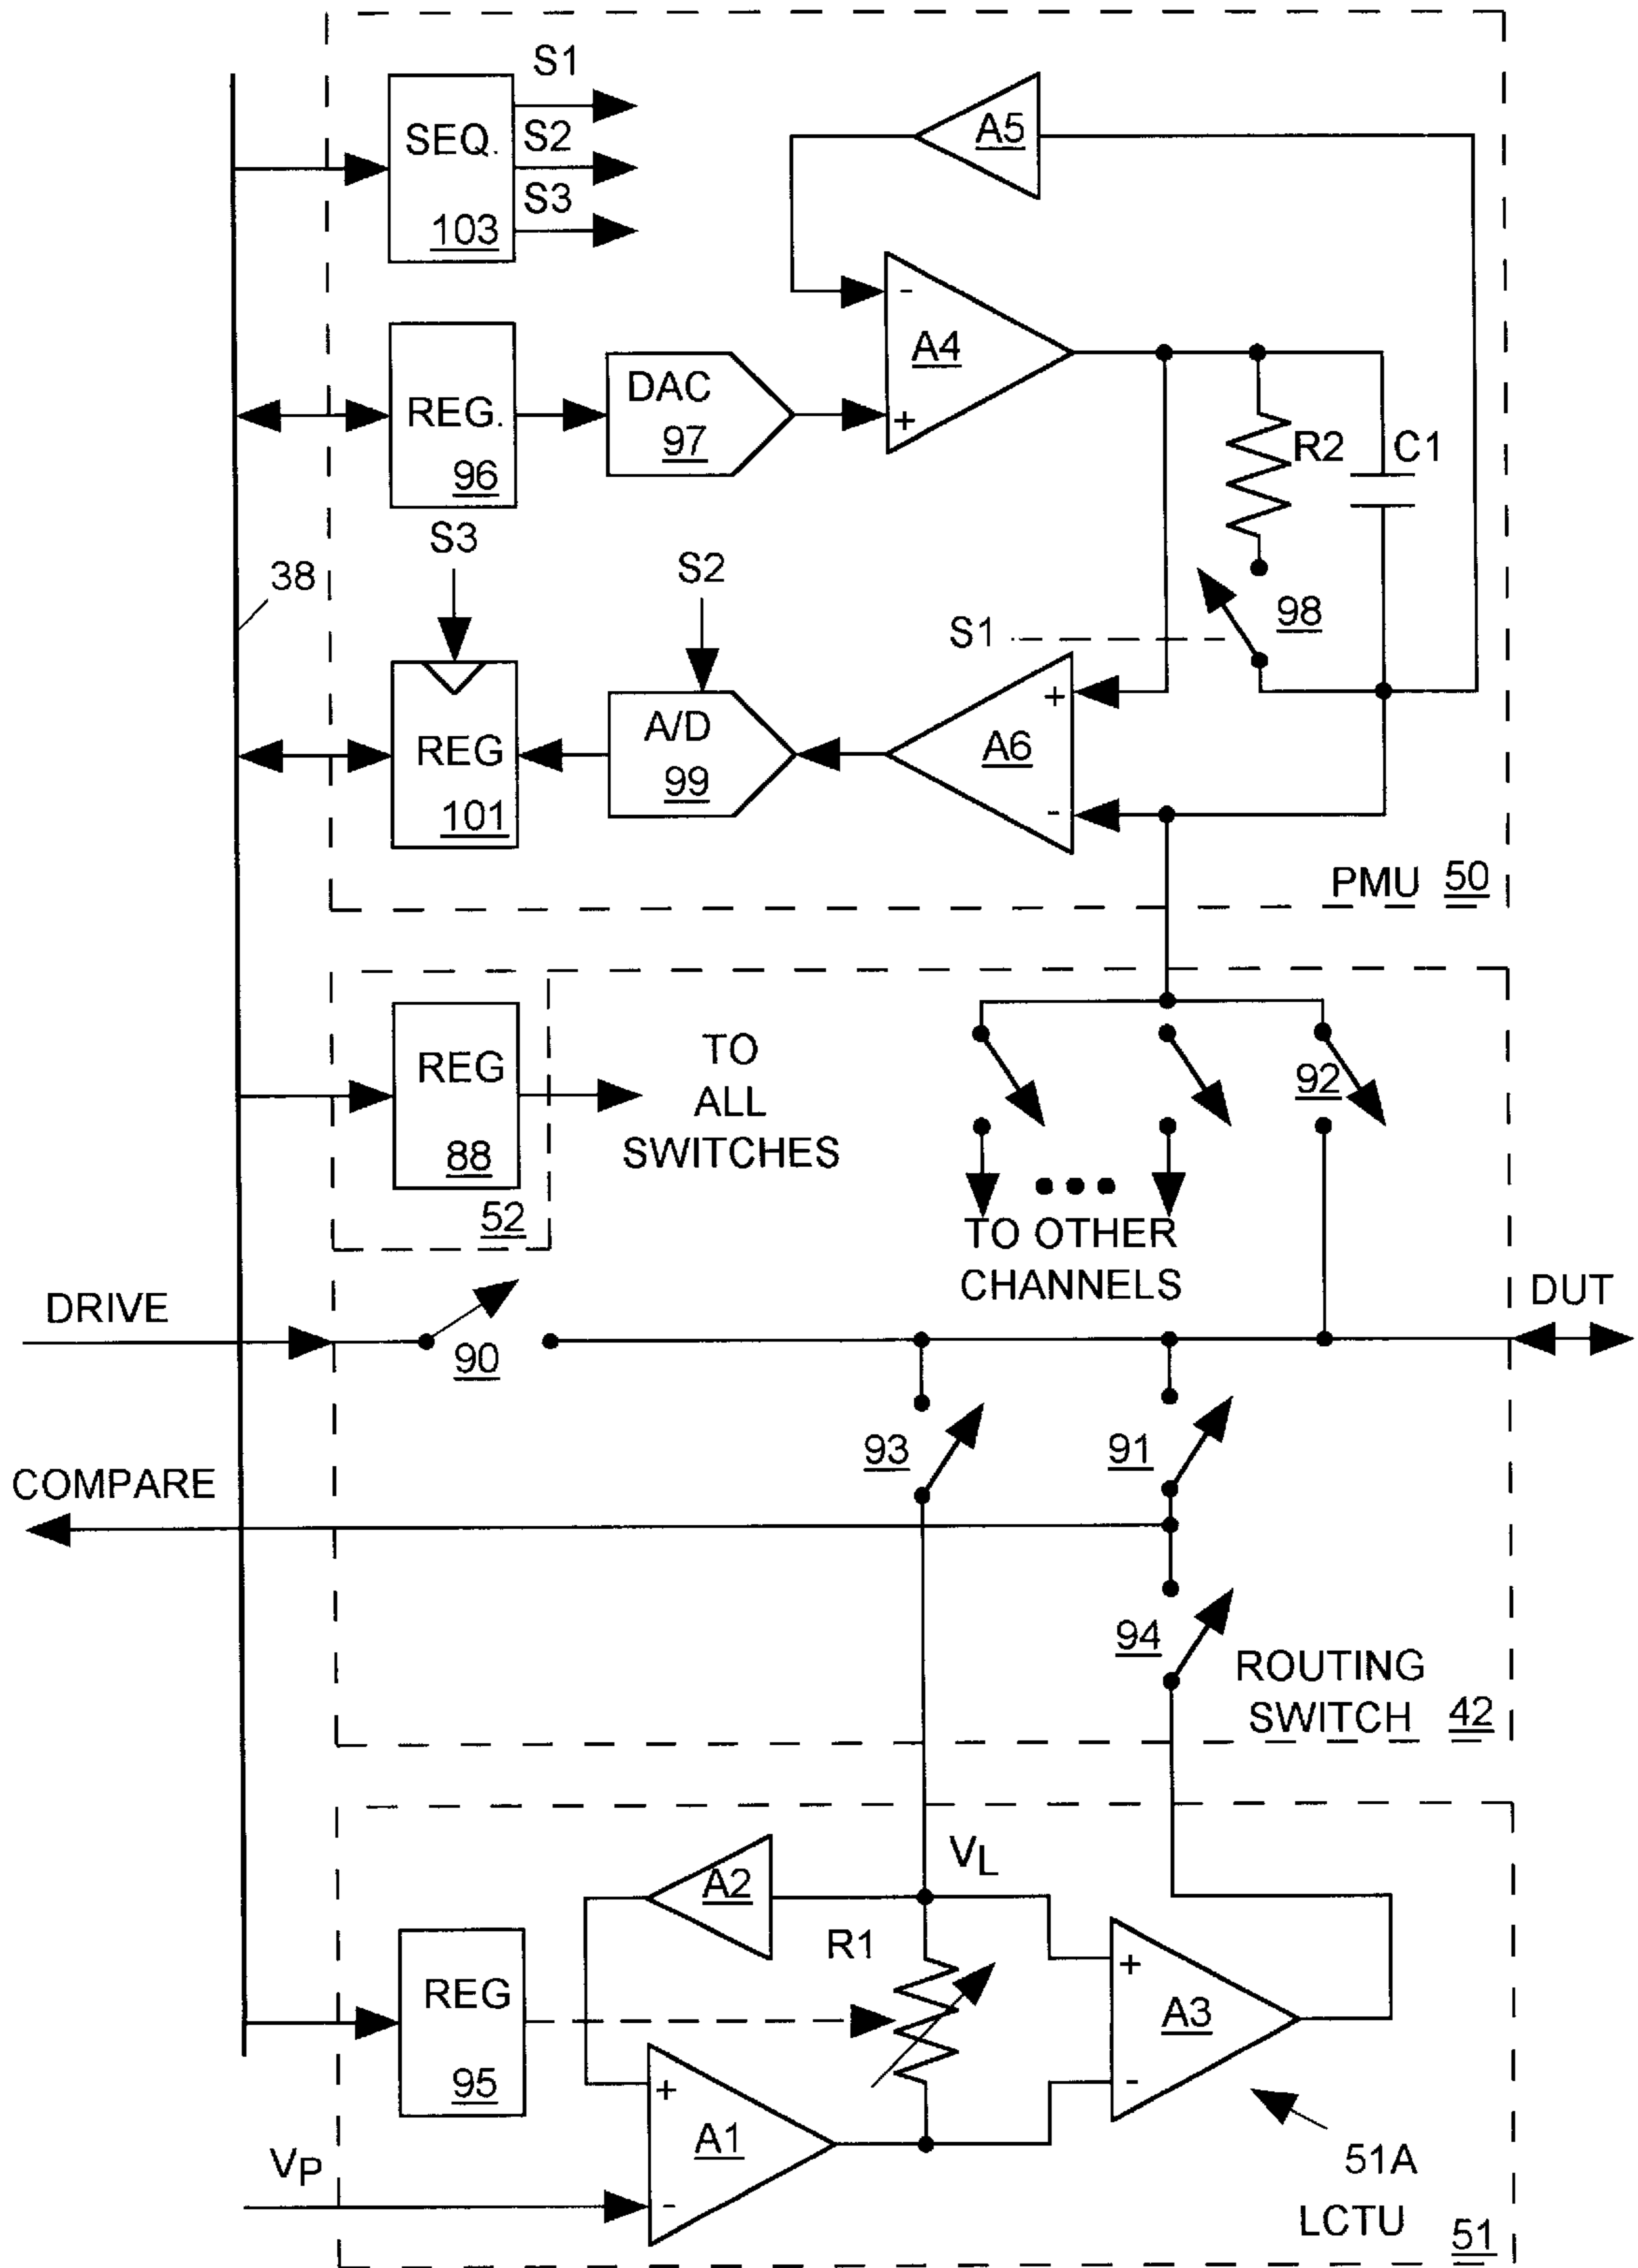 S1
SEQ.
S2
S3
103
A5
A4
-
+
REG.
96
DAC
97
R2
C1
S3
38
S2
S1
98
REG
101
A/D
99
A6
+
-
PMU 50
REG
88
52
TO
ALL
SWITCHES
92
TO OTHER
CHANNELS
DRIVE
90
DUT
COMPARE
93
91
94
ROUTING
SWITCH 42
VL
A2
R1
REG
95
A3
+
-
A1
+
-
VP
51A
LCTU 51